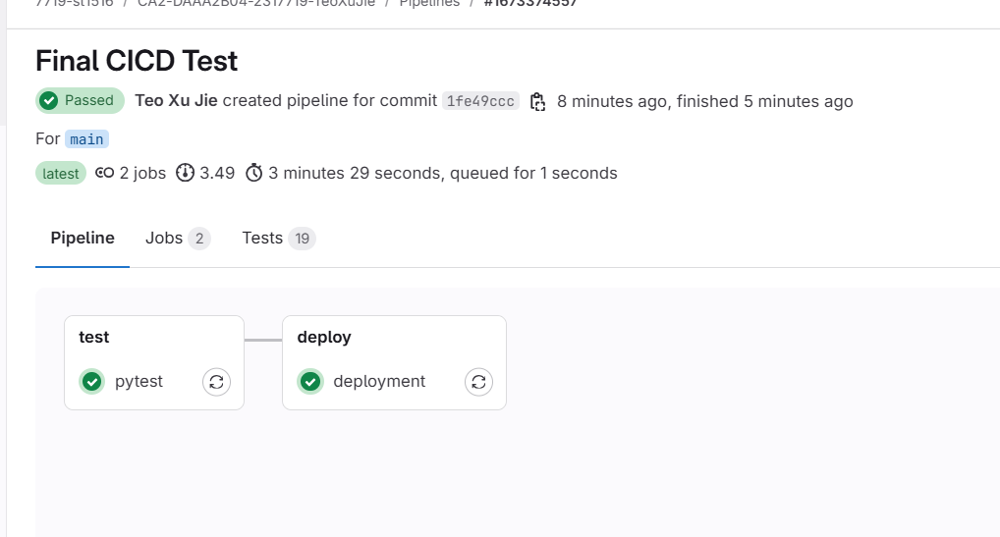 7719-st1516 / CA2-DAAA2B04-2317719-TeoXuJie / Pipelines / #1673374557
Final CICD Test
Passed Teo Xu Jie created pipeline for commit 1fe49ccc 8 minutes ago, finished 5 minutes ago
For main
latest 2 jobs 3.49 3 minutes 29 seconds, queued for 1 seconds
Pipeline Jobs 2 Tests 19
test deploy
pytest deployment